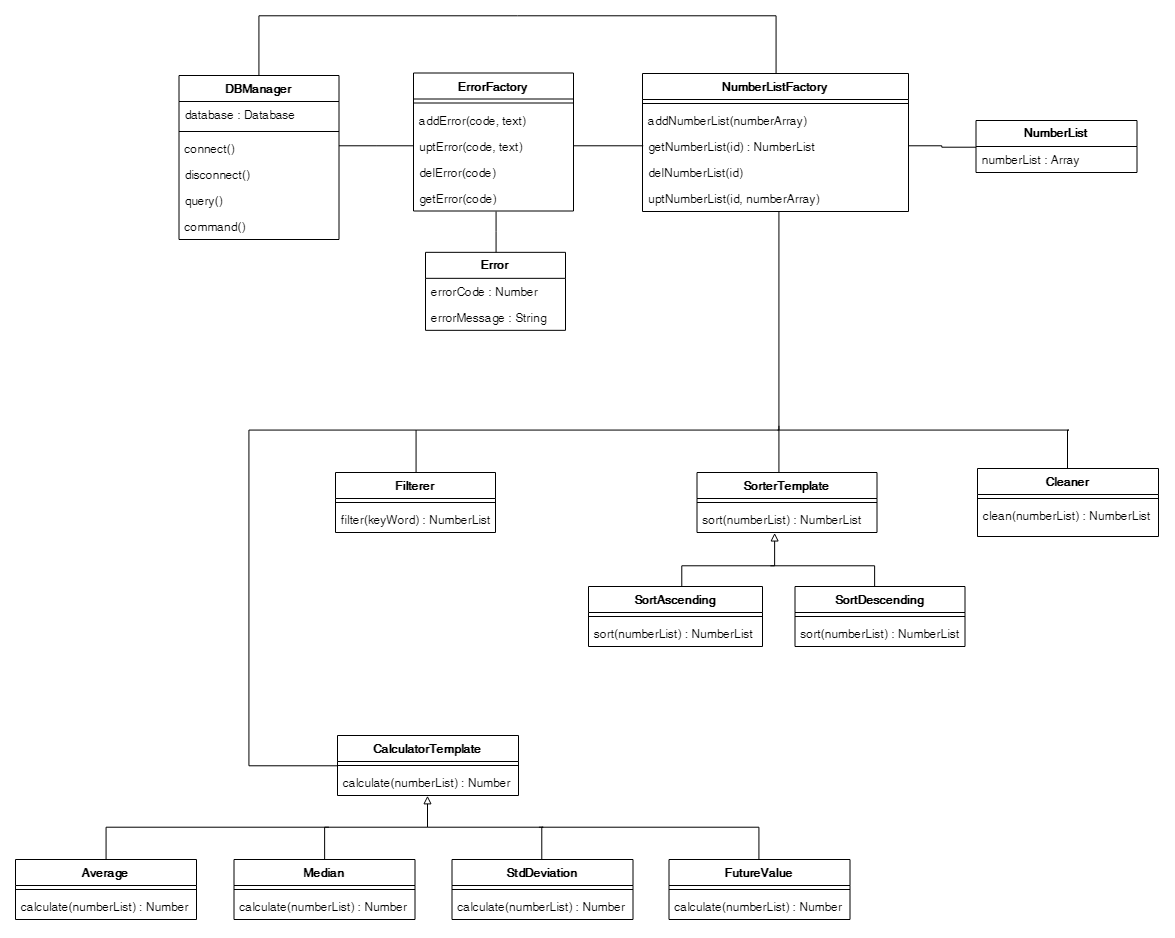 DBManager
database : Database
connect()
disconnect()
query()
command()
ErrorFactory
addError(code, text)
uptError(code, text)
delError(code)
getError(code)
NumberListFactory
addNumberList(numberArray)
getNumberList(id) : NumberList
delNumberList(id)
uptNumberList(id, numberArray)
NumberList
numberList : Array
Error
errorCode : Number
errorMessage : String
Filterer
filter(keyWord) : NumberList
SorterTemplate
sort(numberList) : NumberList
Cleaner
clean(numberList) : NumberList
SortAscending
sort(numberList) : NumberList
SortDescending
sort(numberList) : NumberList
CalculatorTemplate
calculate(numberList) : Number
Average
calculate(numberList) : Number
Median
calculate(numberList) : Number
StdDeviation
calculate(numberList) : Number
FutureValue
calculate(numberList) : Number